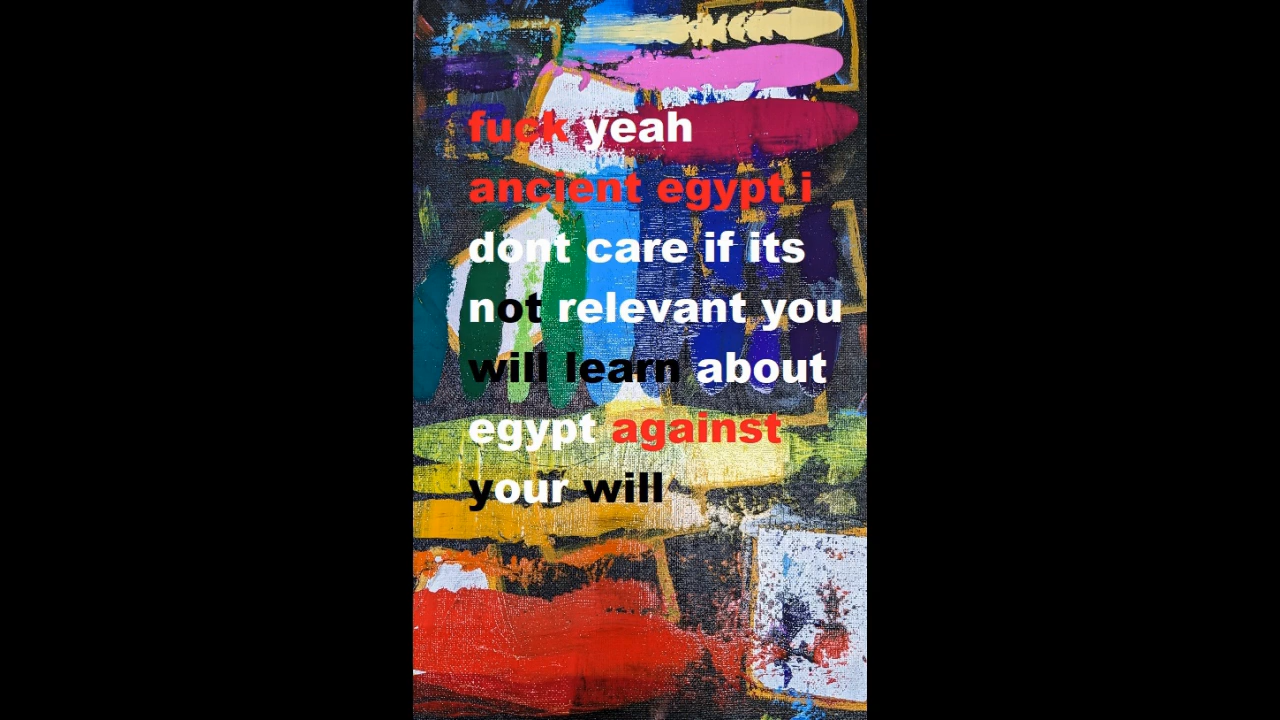 fuck yeah
ancient egypt i
dont care if its
not relevant you
will learn about
egypt against
your will